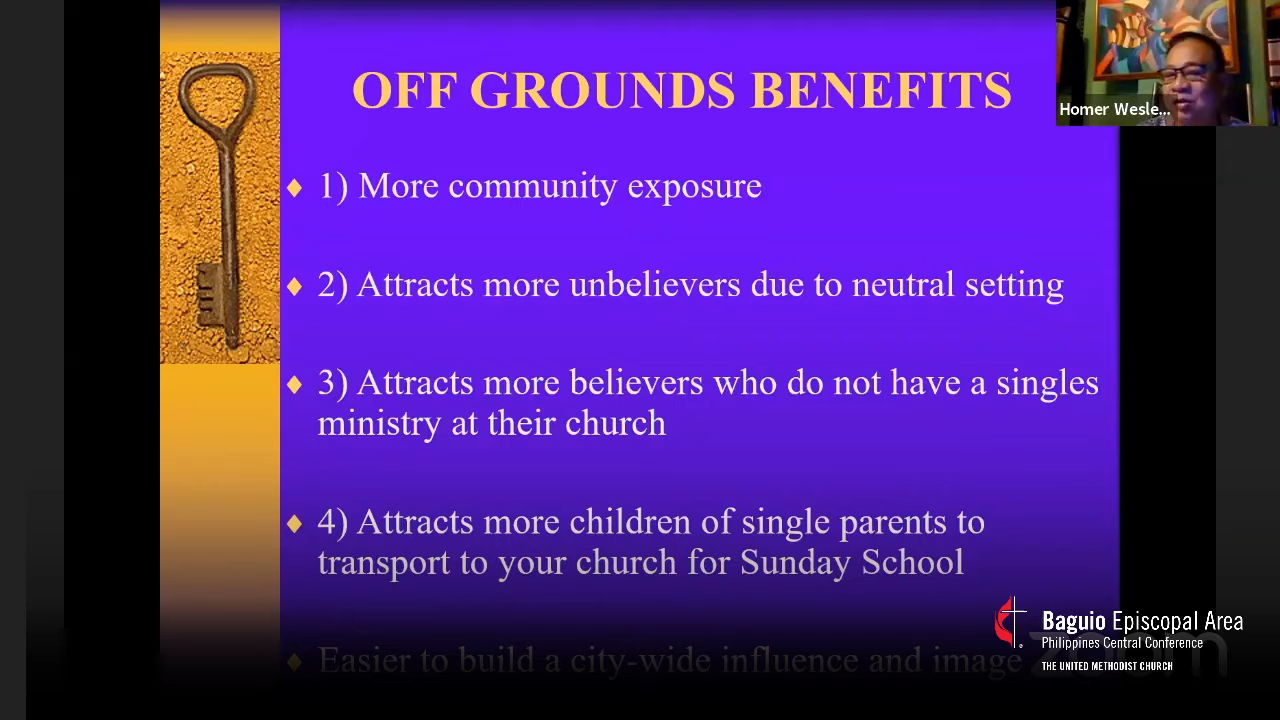 OFF GROUNDS BENEFITS
Homer Wesle...
1) More community exposure
2) Attracts more unbelievers due to neutral setting
3) Attracts more believers who do not have a singles
ministry at their church
4) Attracts more children of single parents to
transport to your church for Sunday School
Easier to build a city-wide influence and image
Baguio Episcopal Area
Philippines Central Conference
THE UNITED METHODIST CHURCH
zoom